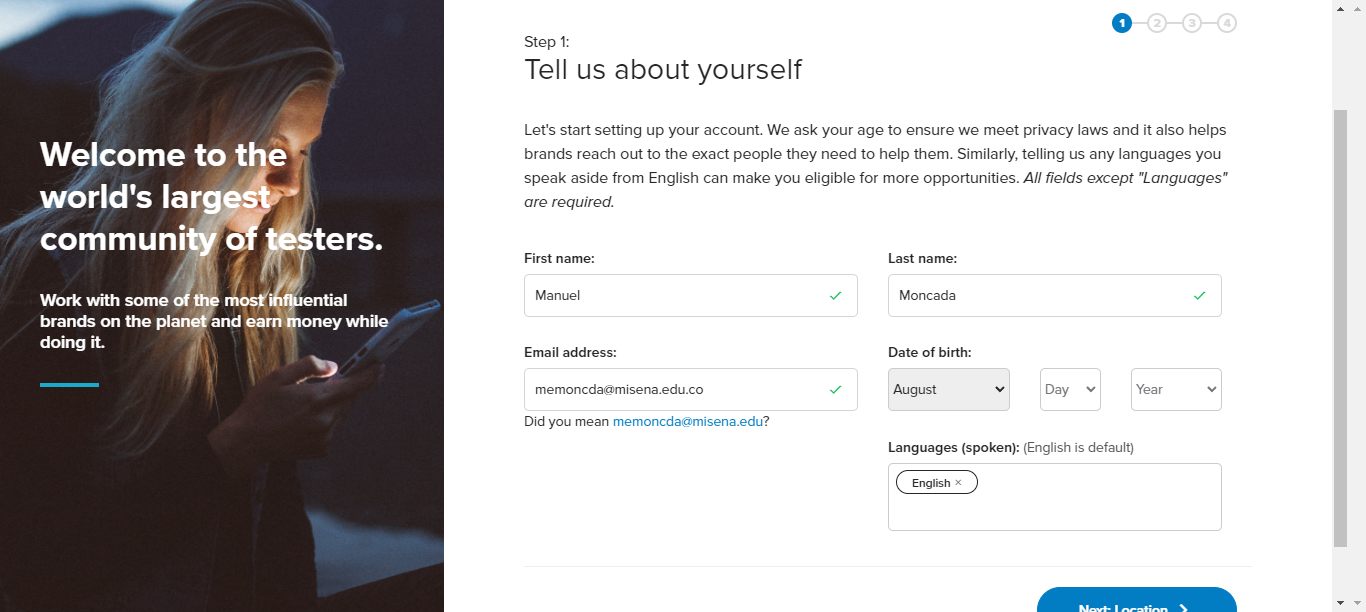 Welcome to the
world's largest
community of testers.
Work with some of the most influential
brands on the planet and earn money while
doing it.
1 2 3 4
Step 1:
Tell us about yourself
Let's start setting up your account. We ask your age to ensure we meet privacy laws and it also helps
brands reach out to the exact people they need to help them. Similarly, telling us any languages you
speak aside from English can make you eligible for more opportunities. All fields except "Languages"
are required.
First name:
Last name:
Manuel
Moncada
Email address:
Date of birth:
memoncda@misena.edu.co
August
Day
Year
Did you mean memoncda@misena.edu?
Languages (spoken): (English is default)
English ×
Next: Location